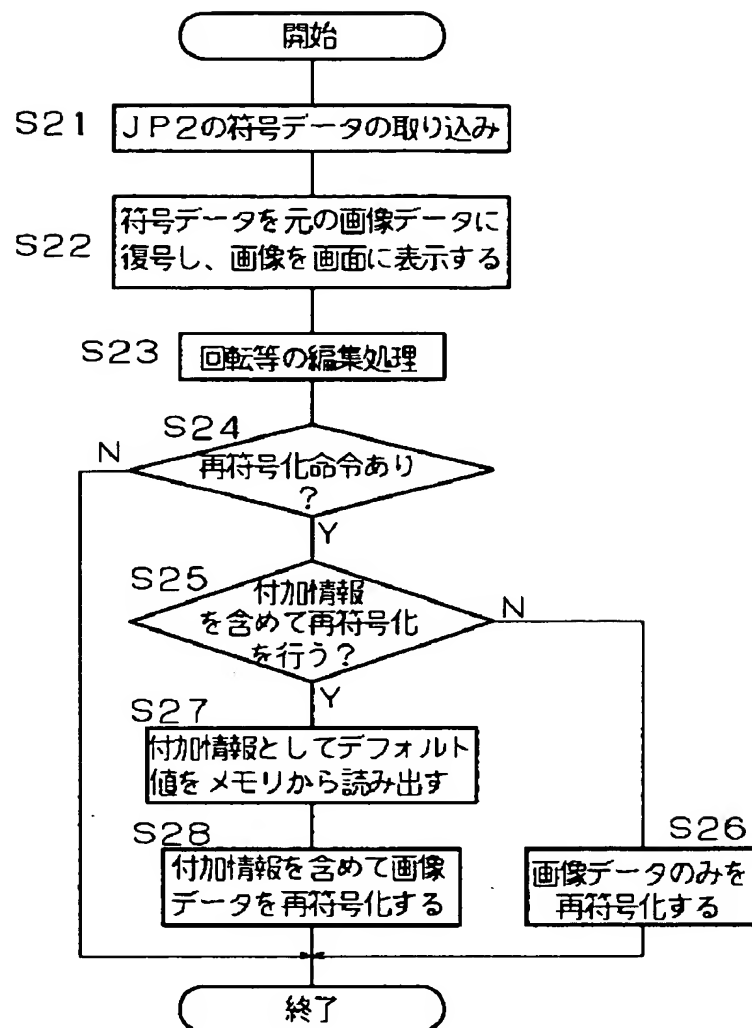 開始
S21
JP2の符号データの取り込み
S22
符号データを元の画像データに
復号し、画像を画面に表示する
S23
回転等の編集処理
S24
N
再符号化命令あり
?
Y
S25
付加情報
を含めて再符号化
を行う?
N
Y
S27
付加情報としてデフォルト
値をメモリから読み出す
S28
付加情報を含めて画像
データを再符号化する
S26
画像データのみを
再符号化する
終了